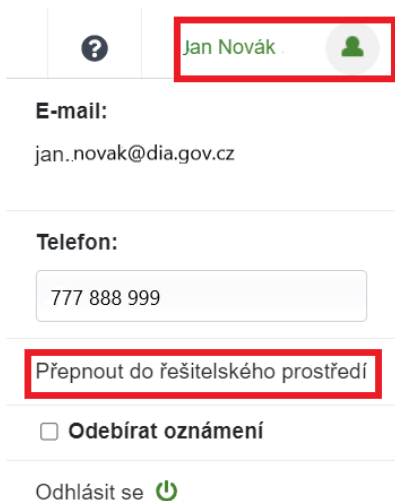 Jan Novák
E-mail:
jan..novak@dia.gov.cz
Telefon:
777 888 999
Přepnout do řešitelského prostředí
Odebírat oznámení
Odhlásit se